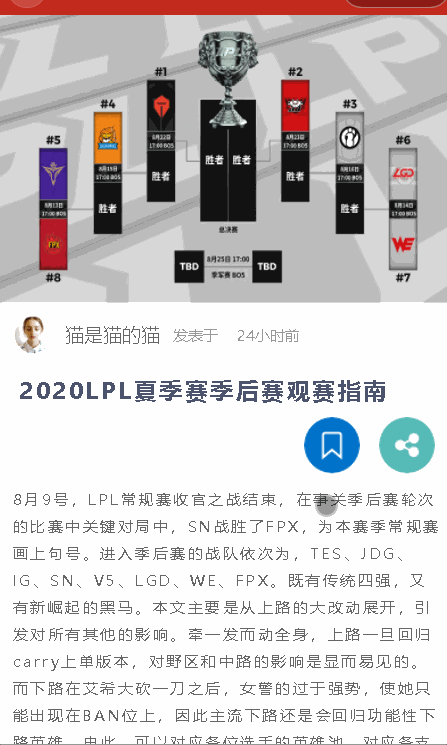 #1
#2
#4
#3
#5
#6
8月22日
17:00 BO5
8月23日
17:00 BO5
胜者
胜者
8月15日
17:00 BO5
8月16日
17:00 BO5
胜者
胜者
LGD
8月13日
17:00 BO5
8月14日
17:00 BO5
胜者
胜者
FPX
WE
总决赛
#8
#7
TBD
8月25日 17:00
季军赛 BO5
TBD
猫是猫的猫 发表于 24小时前
2020LPL夏季赛季后赛观赛指南
8月9号，LPL常规赛收官之战结束，在事关季后赛轮次
的比赛中关键对局中，SN战胜了FPX，为本赛季常规赛
画上句号。进入季后赛的战队依次为，TES、JDG、
IG、SN、V5、LGD、WE、FPX。既有传统四强，又
有新崛起的黑马。本文主要是从上路的大改动展开，引
发对所有其他的影响。牵一发而动全身，上路一旦回归
carry上单版本，对野区和中路的影响是显而易见的。
而下路在艾希大砍一刀之后，女警的过于强势，使她只
能出现在BAN位上，因此主流下路还是会回归功能性下
路英雄。由此，可以对应各位选手的英雄池，对应各支